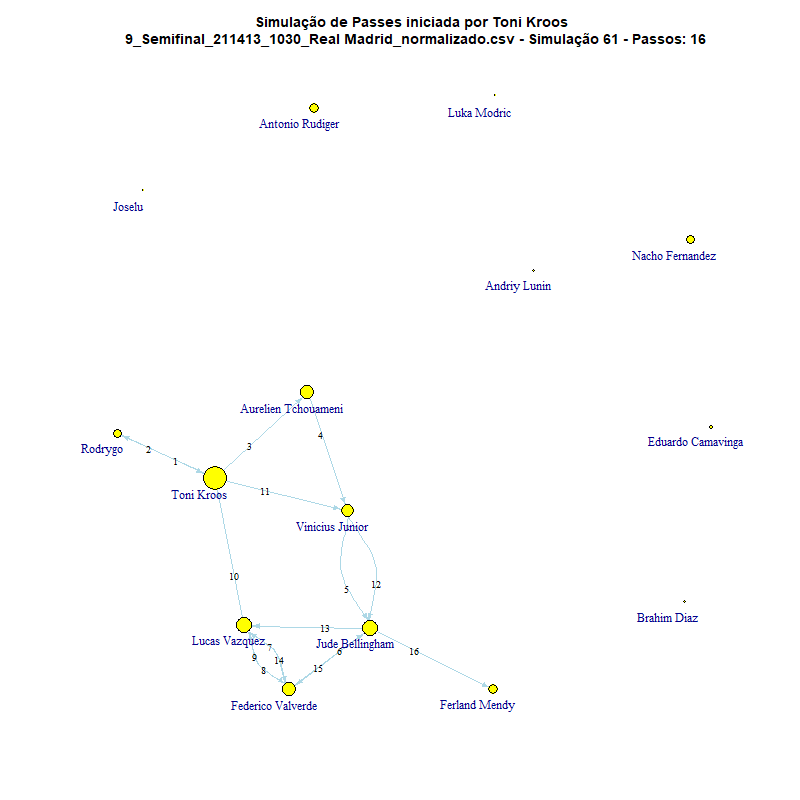 Simulação de Passes iniciada por Toni Kroos
9_Semifinal_211413_1030_Real Madrid_normalizado.csv - Simulação 61 - Passos: 16
Luka Modric
Antonio Rudiger
Joselu
Nacho Fernandez
Andriy Lunin
Aurelien Tchouameni
4
Eduardo Camavinga
3
Rodrygo
2
1
11
Toni Kroos
Vinicius Junior
10
5
12
Brahim Diaz
13
Lucas Vazquez
Jude Bellingham
7
6
16
9
14
8
15
Federico Valverde
Ferland Mendy